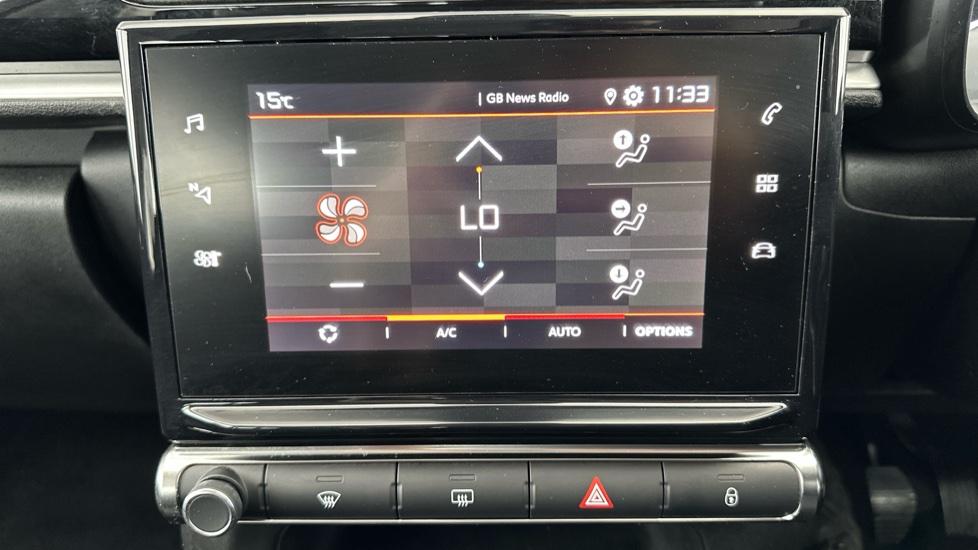 15°C | GB News Radio 11:33
N
LO
A/C AUTO OPTIONS